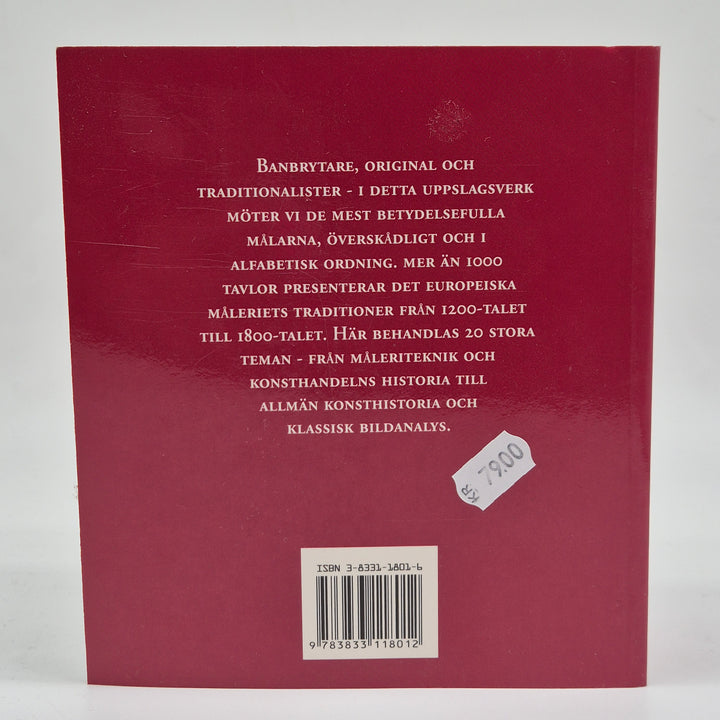 BANBRYTARE, ORIGINAL OCH
TRADITIONALISTER - I DETTA UPPSLAGSVERK
MÖTER VI DE MEST BETYDELSEFULLA
MÅLARNA, ÖVERSKÅDLIGT OCH I
ALFABETISK ORDNING. MER ÄN 1000
TAVLOR PRESENTERAR DET EUROPEISKA
MÅLERIETS TRADITIONER FRÅN 1200-TALET
TILL 1800-TALET. HÄR BEHANDLAS 20 STORA
TEMAN - FRÅN MÅLERITEKNIK OCH
KONSTHANDELNS HISTORIA TILL
ALLMÄN KONSTHISTORIA OCH
KLASSISK BILDANALYS.
KR 79.00
ISBN 3-8331-1801-6
9 783833 118012